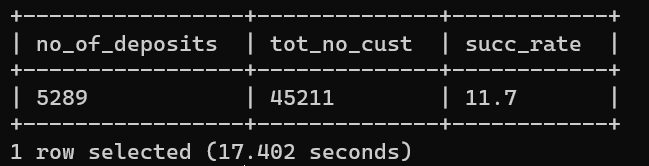 +------------------+--------------+------------+
| no_of_deposits | tot_no_cust | succ_rate |
+------------------+--------------+------------+
| 5289 | 45211 | 11.7 |
+------------------+--------------+------------+
1 row selected (17.402 seconds)